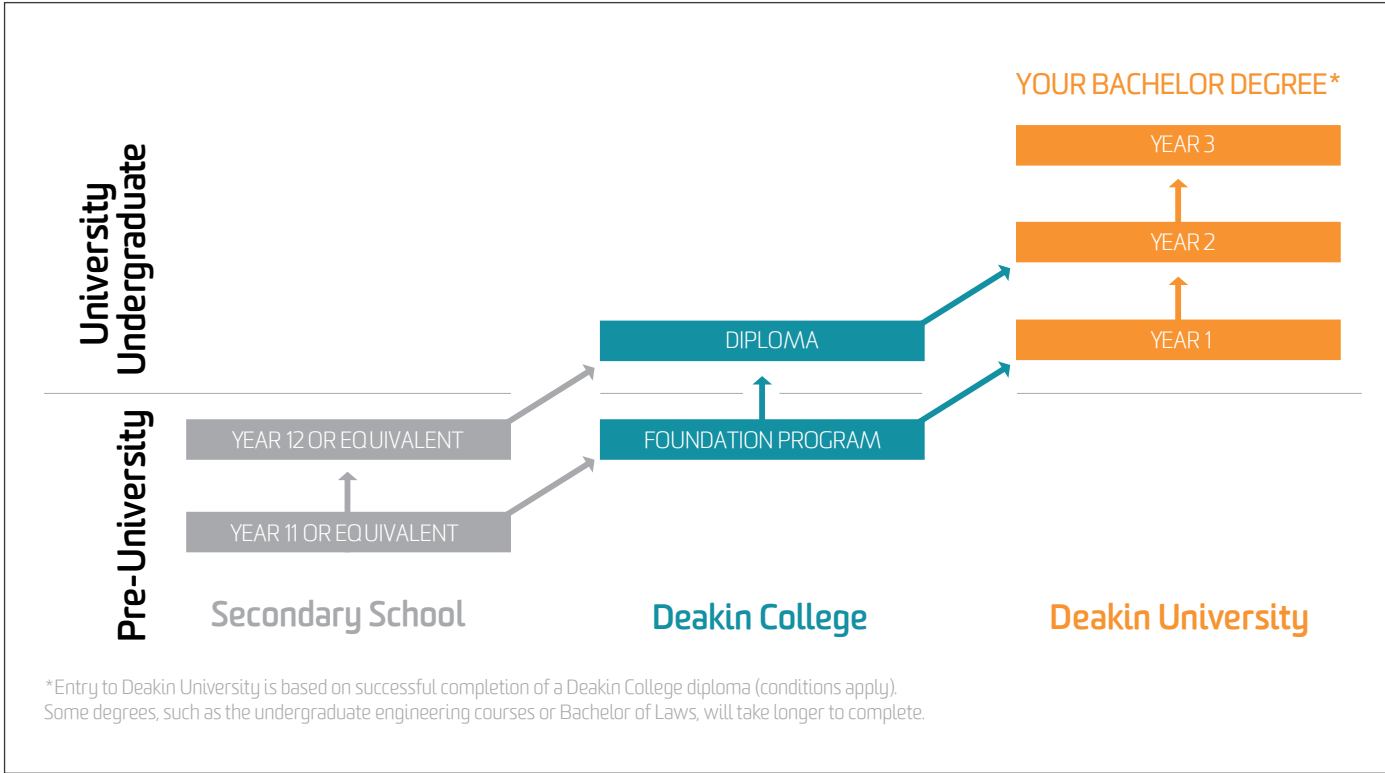 YOUR BACHELOR DEGREE*
YEAR 3
YEAR 2
YEAR 1
University
Undergraduate
DIPLOMA
Pre-University
YEAR 12 OR EQUIVALENT
FOUNDATION PROGRAM
YEAR 11 OR EQUIVALENT
Secondary School
Deakin College
Deakin University
*Entry to Deakin University is based on successful completion of a Deakin College diploma (conditions apply).
Some degrees, such as the undergraduate engineering courses or Bachelor of Laws, will take longer to complete.